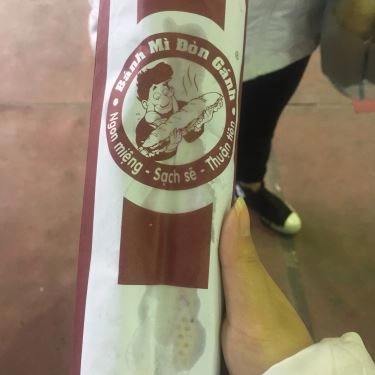 Bánh Mì Đòn Gánh
Ngon miệng - Sạch sẽ - Thuận tiện